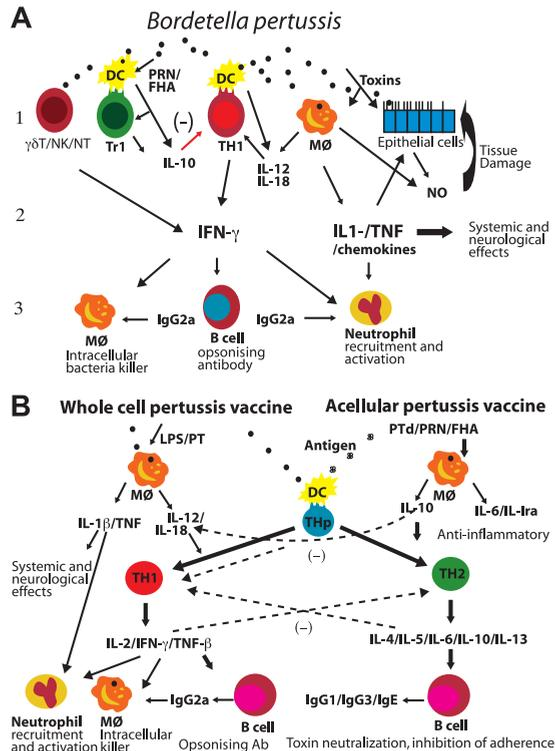 A
Bordetella pertussis
DC
PRN/
FHA
DC
Toxins
1
(-)
γδT/NK/NT
Tr1
IL-10
TH1
IL-12
IL-18
MØ
Epithelial cells
NO
Tissue
Damage
2
IFN-γ
IL1-/TNF
/chemokines
Systemic and
neurological
effects
3
MØ
Intracellular
bacteria killer
IgG2a
B cell
opsonising
antibody
IgG2a
Neutrophil
recruitment and
activation
B
Whole cell pertussis vaccine
Acellular pertussis vaccine
LPS/PT
PTd/PRN/FHA
Antigen
MØ
DC
MØ
IL-1β/TNF
IL-12/
IL-18
THp
IL-10
IL-6/IL-Ira
(-)
Anti-inflammatory
Systemic and
neurological
effects
TH1
TH2
(-)
IL-2/IFN-γ/TNF-β
IL-4/IL-5/IL-6/IL-10/IL-13
Neutrophil
recruitment
and activation
MØ
Intracellular
killer
IgG2a
B cell
Opsonising Ab
IgG1/IgG3/IgE
B cell
Toxin neutralization, inhibition of adherence